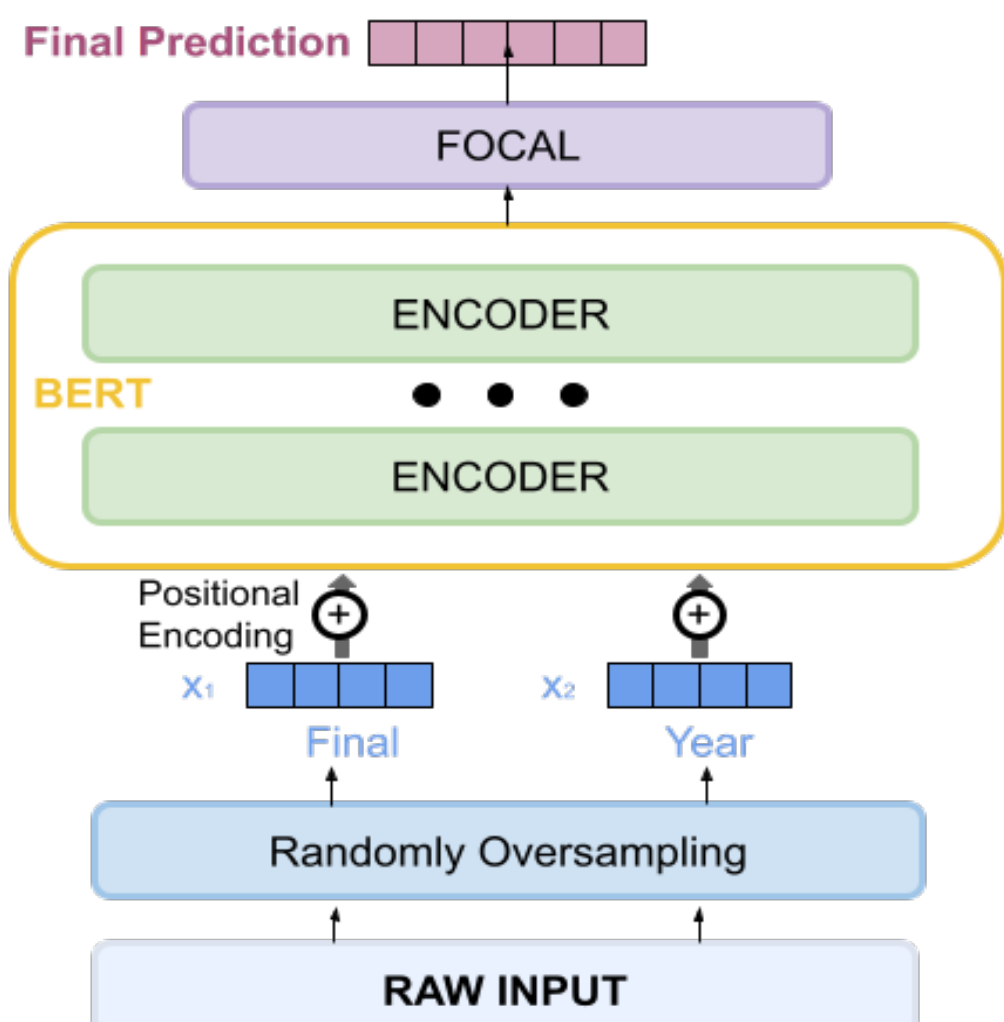 Final Prediction
FOCAL
ENCODER
BERT
ENCODER
Positional
Encoding
+
+
X1
X2
Final
Year
Randomly Oversampling
RAW INPUT